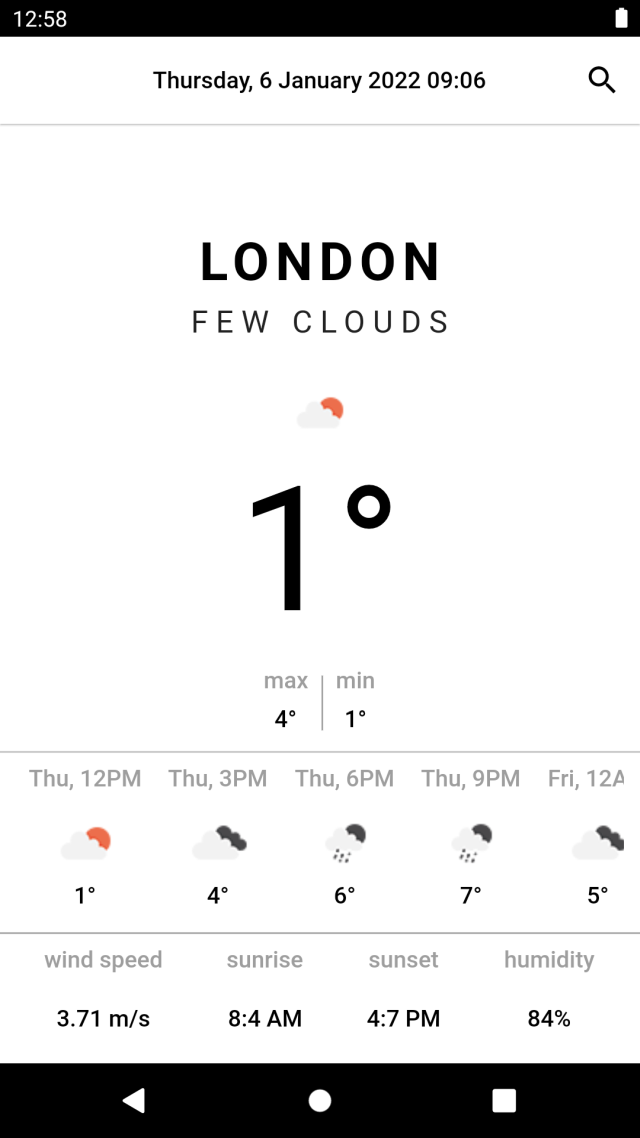 12:58
Thursday, 6 January 2022 09:06
LONDON
FEW CLOUDS
1°
max min
4° 1°
Thu, 12PM Thu, 3PM Thu, 6PM Thu, 9PM Fri, 12A
1° 4° 6° 7° 5°
wind speed sunrise sunset humidity
3.71 m/s 8:4 AM 4:7 PM 84%